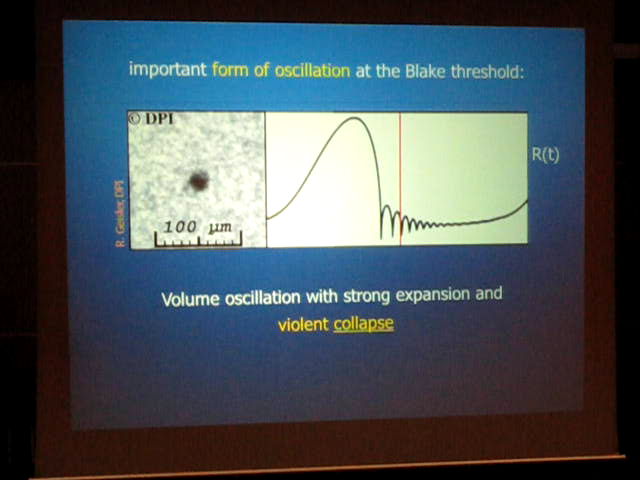 important form of oscillation at the Blake threshold:
© DPI
R(t)
R. Geisler, DPI
100 µm
Volume oscillation with strong expansion and
violent collapse